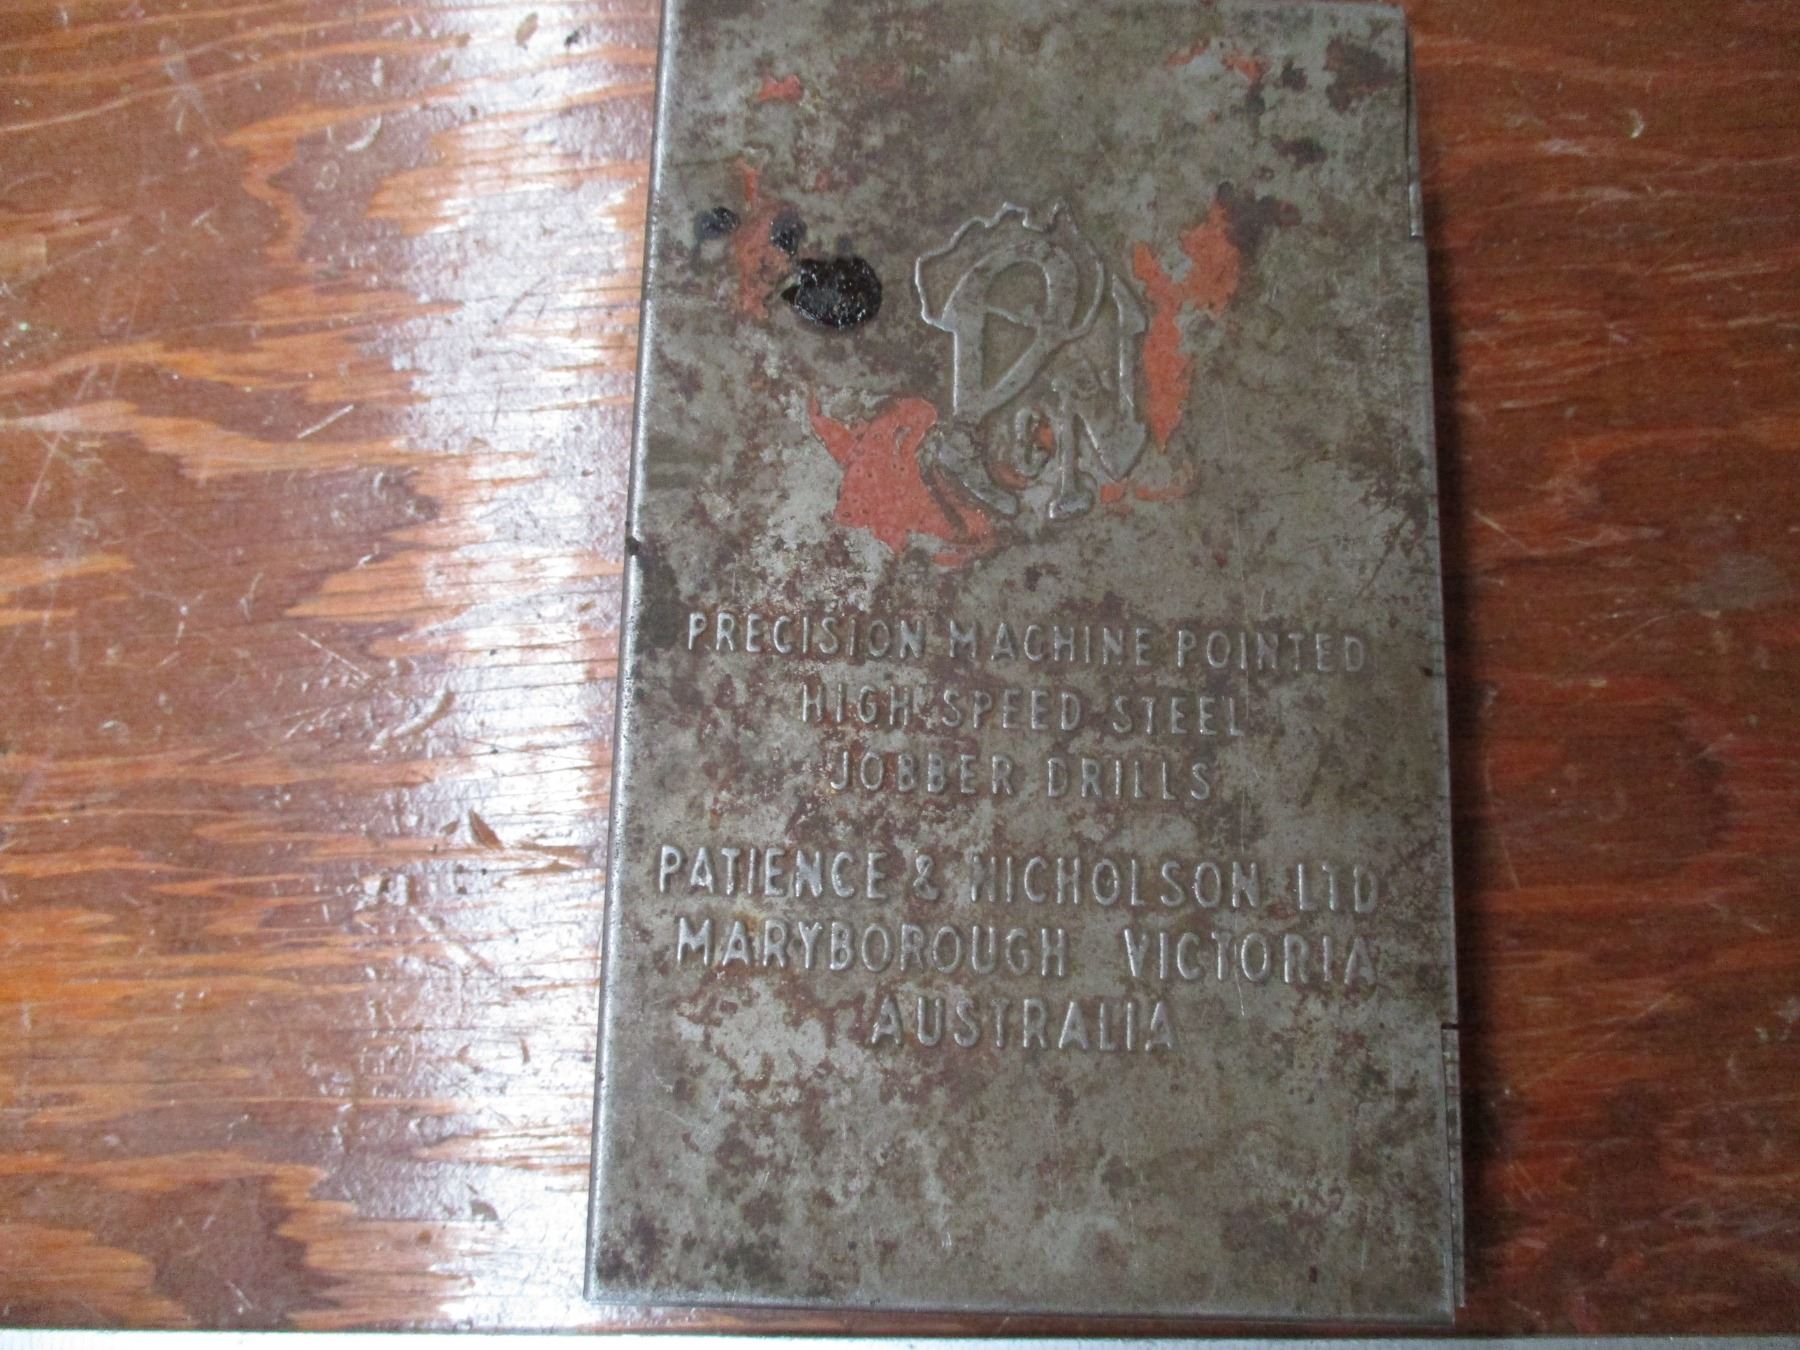 P&N
PRECISION MACHINE POINTED
HIGH SPEED STEEL
JOBBER DRILLS
PATIENCE & NICHOLSON LTD
MARYBOROUGH VICTORIA
AUSTRALIA